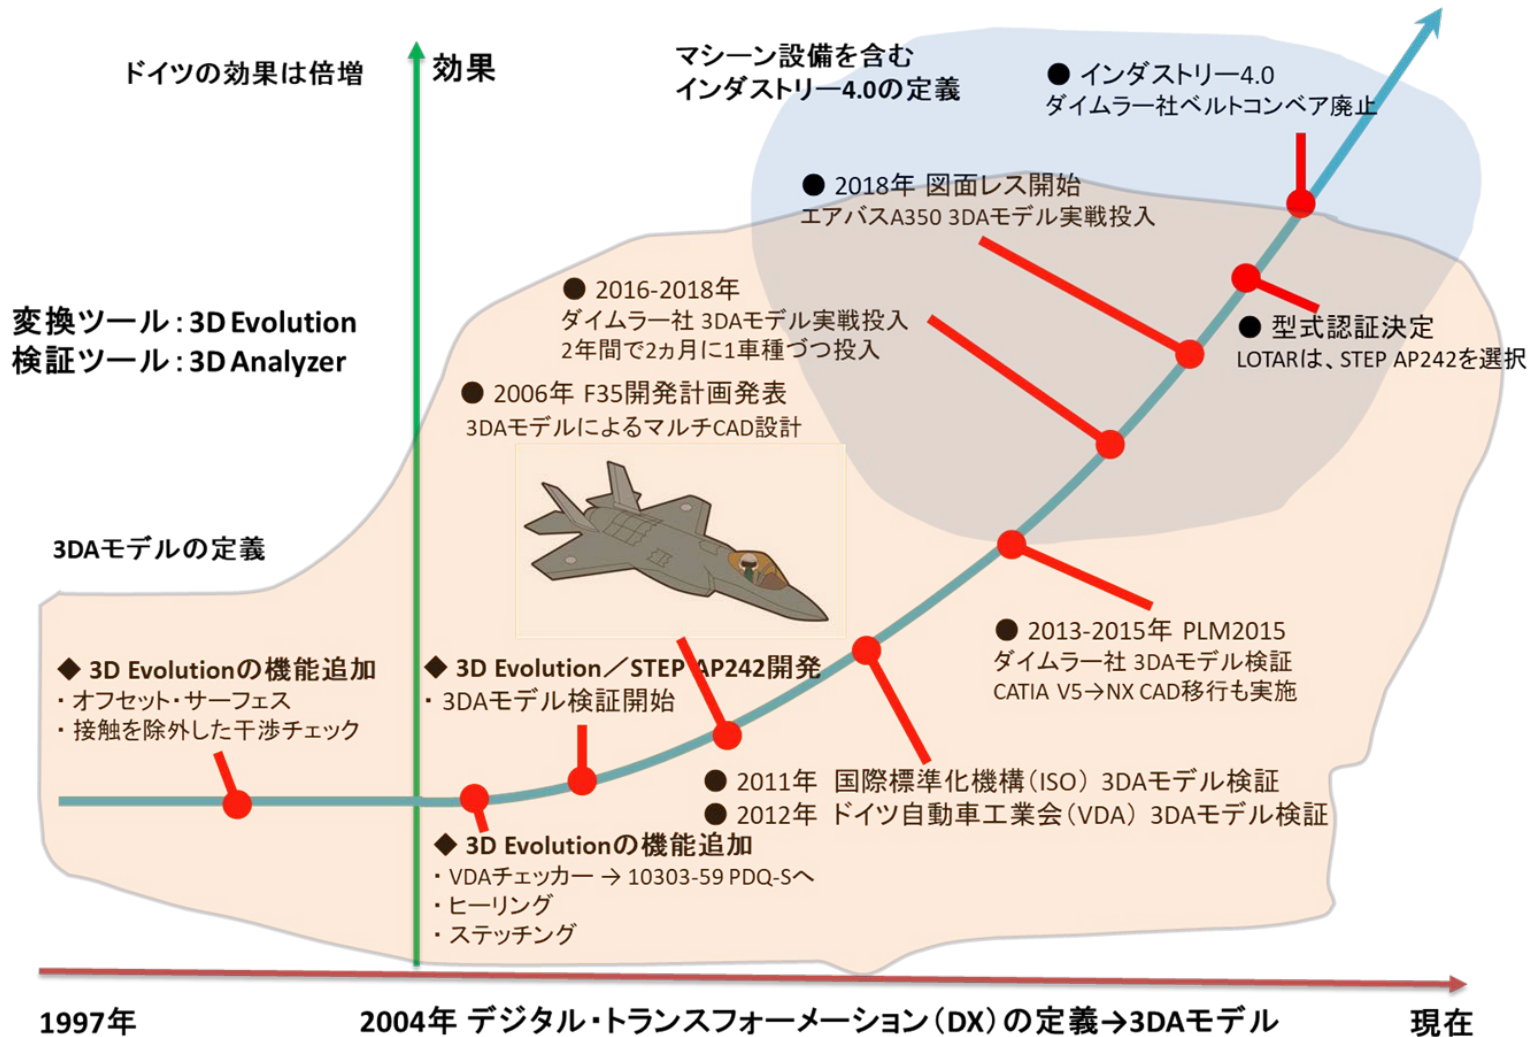 ドイツの効果は倍増
効果
マシーン設備を含む
インダストリー4.0の定義
● インダストリー4.0
ダイムラー社ベルトコンベア廃止
● 2018年 図面レス開始
エアバスA350 3DAモデル実戦投入
● 2016-2018年
ダイムラー社 3DAモデル実戦投入
2年間で2ヵ月に1車種づつ投入
変換ツール：3D Evolution
検証ツール：3D Analyzer
● 型式認証決定
LOTARは、STEP AP242を選択
● 2006年 F35開発計画発表
3DAモデルによるマルチCAD設計
3DAモデルの定義
● 2013-2015年 PLM2015
ダイムラー社 3DAモデル検証
CATIA V5→NX CAD移行も実施
◆ 3D Evolutionの機能追加
・オフセット・サーフェス
・接触を除外した干渉チェック
◆ 3D Evolution／STEP AP242開発
・3DAモデル検証開始
● 2011年 国際標準化機構（ISO） 3DAモデル検証
● 2012年 ドイツ自動車工業会（VDA） 3DAモデル検証
◆ 3D Evolutionの機能追加
・VDAチェッカー → 10303-59 PDQ-Sへ
・ヒーリング
・ステッチング
1997年
2004年 デジタル・トランスフォーメーション（DX）の定義→3DAモデル
現在